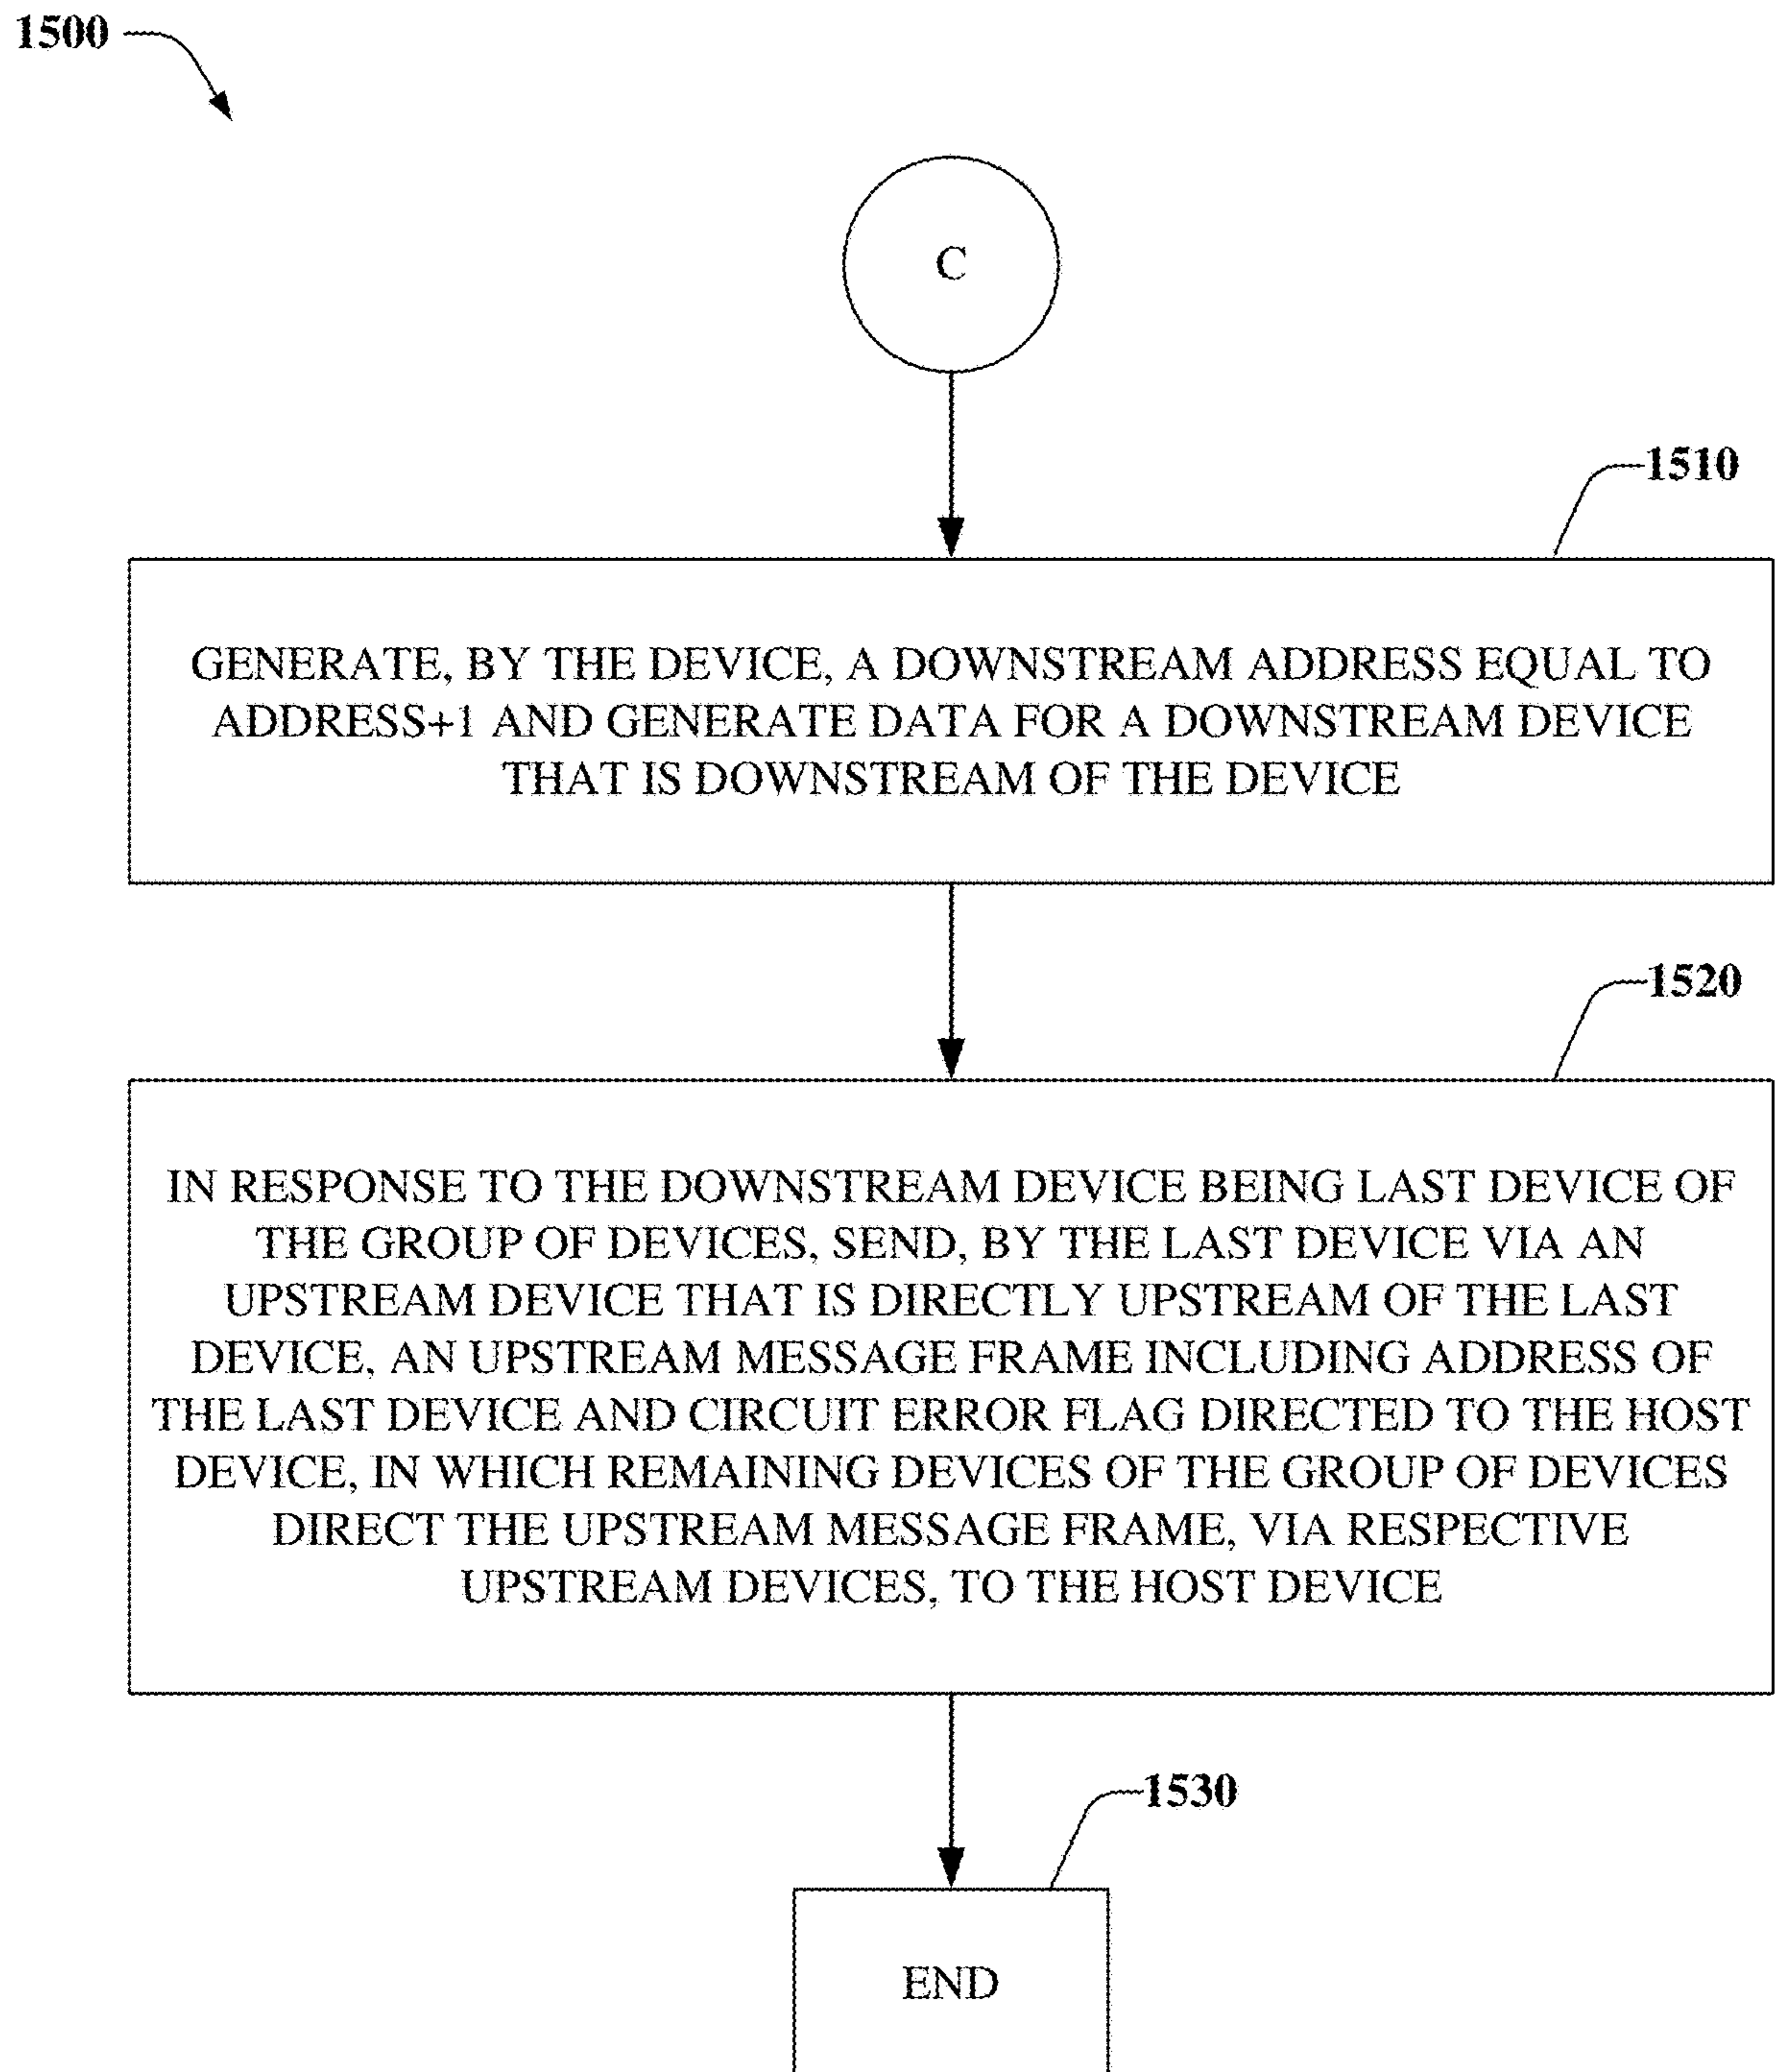 1500
C
1510
GENERATE, BY THE DEVICE, A DOWNSTREAM ADDRESS EQUAL TO
ADDRESS+1 AND GENERATE DATA FOR A DOWNSTREAM DEVICE
THAT IS DOWNSTREAM OF THE DEVICE
1520
IN RESPONSE TO THE DOWNSTREAM DEVICE BEING LAST DEVICE OF
THE GROUP OF DEVICES, SEND, BY THE LAST DEVICE VIA AN
UPSTREAM DEVICE THAT IS DIRECTLY UPSTREAM OF THE LAST
DEVICE, AN UPSTREAM MESSAGE FRAME INCLUDING ADDRESS OF
THE LAST DEVICE AND CIRCUIT ERROR FLAG DIRECTED TO THE HOST
DEVICE, IN WHICH REMAINING DEVICES OF THE GROUP OF DEVICES
DIRECT THE UPSTREAM MESSAGE FRAME, VIA RESPECTIVE
UPSTREAM DEVICES, TO THE HOST DEVICE
1530
END